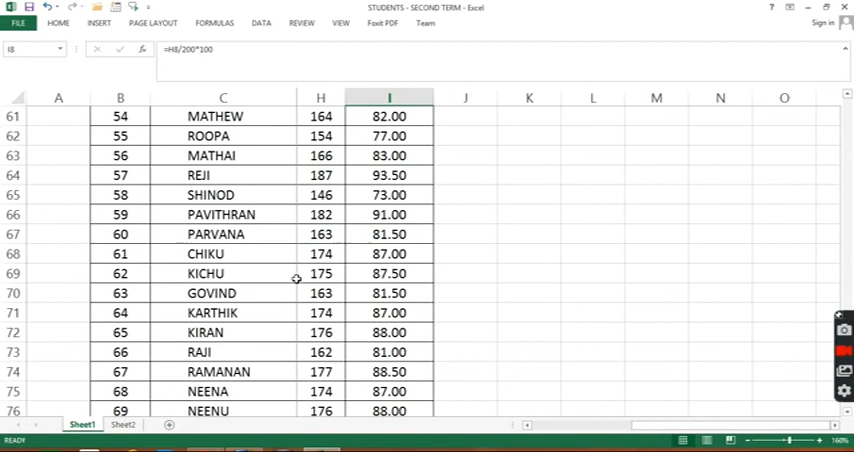 STUDENTS - SECOND TERM - Excel
FILE HOME INSERT PAGE LAYOUT FORMULAS DATA REVIEW VIEW Foxit PDF Team Sign in
I8 fx =H8/200*100
A B C H I J K L M N O
61 54 MATHEW 164 82.00
62 55 ROOPA 154 77.00
63 56 MATHAI 166 83.00
64 57 REJI 187 93.50
65 58 SHINOD 146 73.00
66 59 PAVITHRAN 182 91.00
67 60 PARVANA 163 81.50
68 61 CHIKU 174 87.00
69 62 KICHU 175 87.50
70 63 GOVIND 163 81.50
71 64 KARTHIK 174 87.00
72 65 KIRAN 176 88.00
73 66 RAJI 162 81.00
74 67 RAMANAN 177 88.50
75 68 NEENA 174 87.00
76 69 NEENU 176 88.00
Sheet1 Sheet2
READY 160%